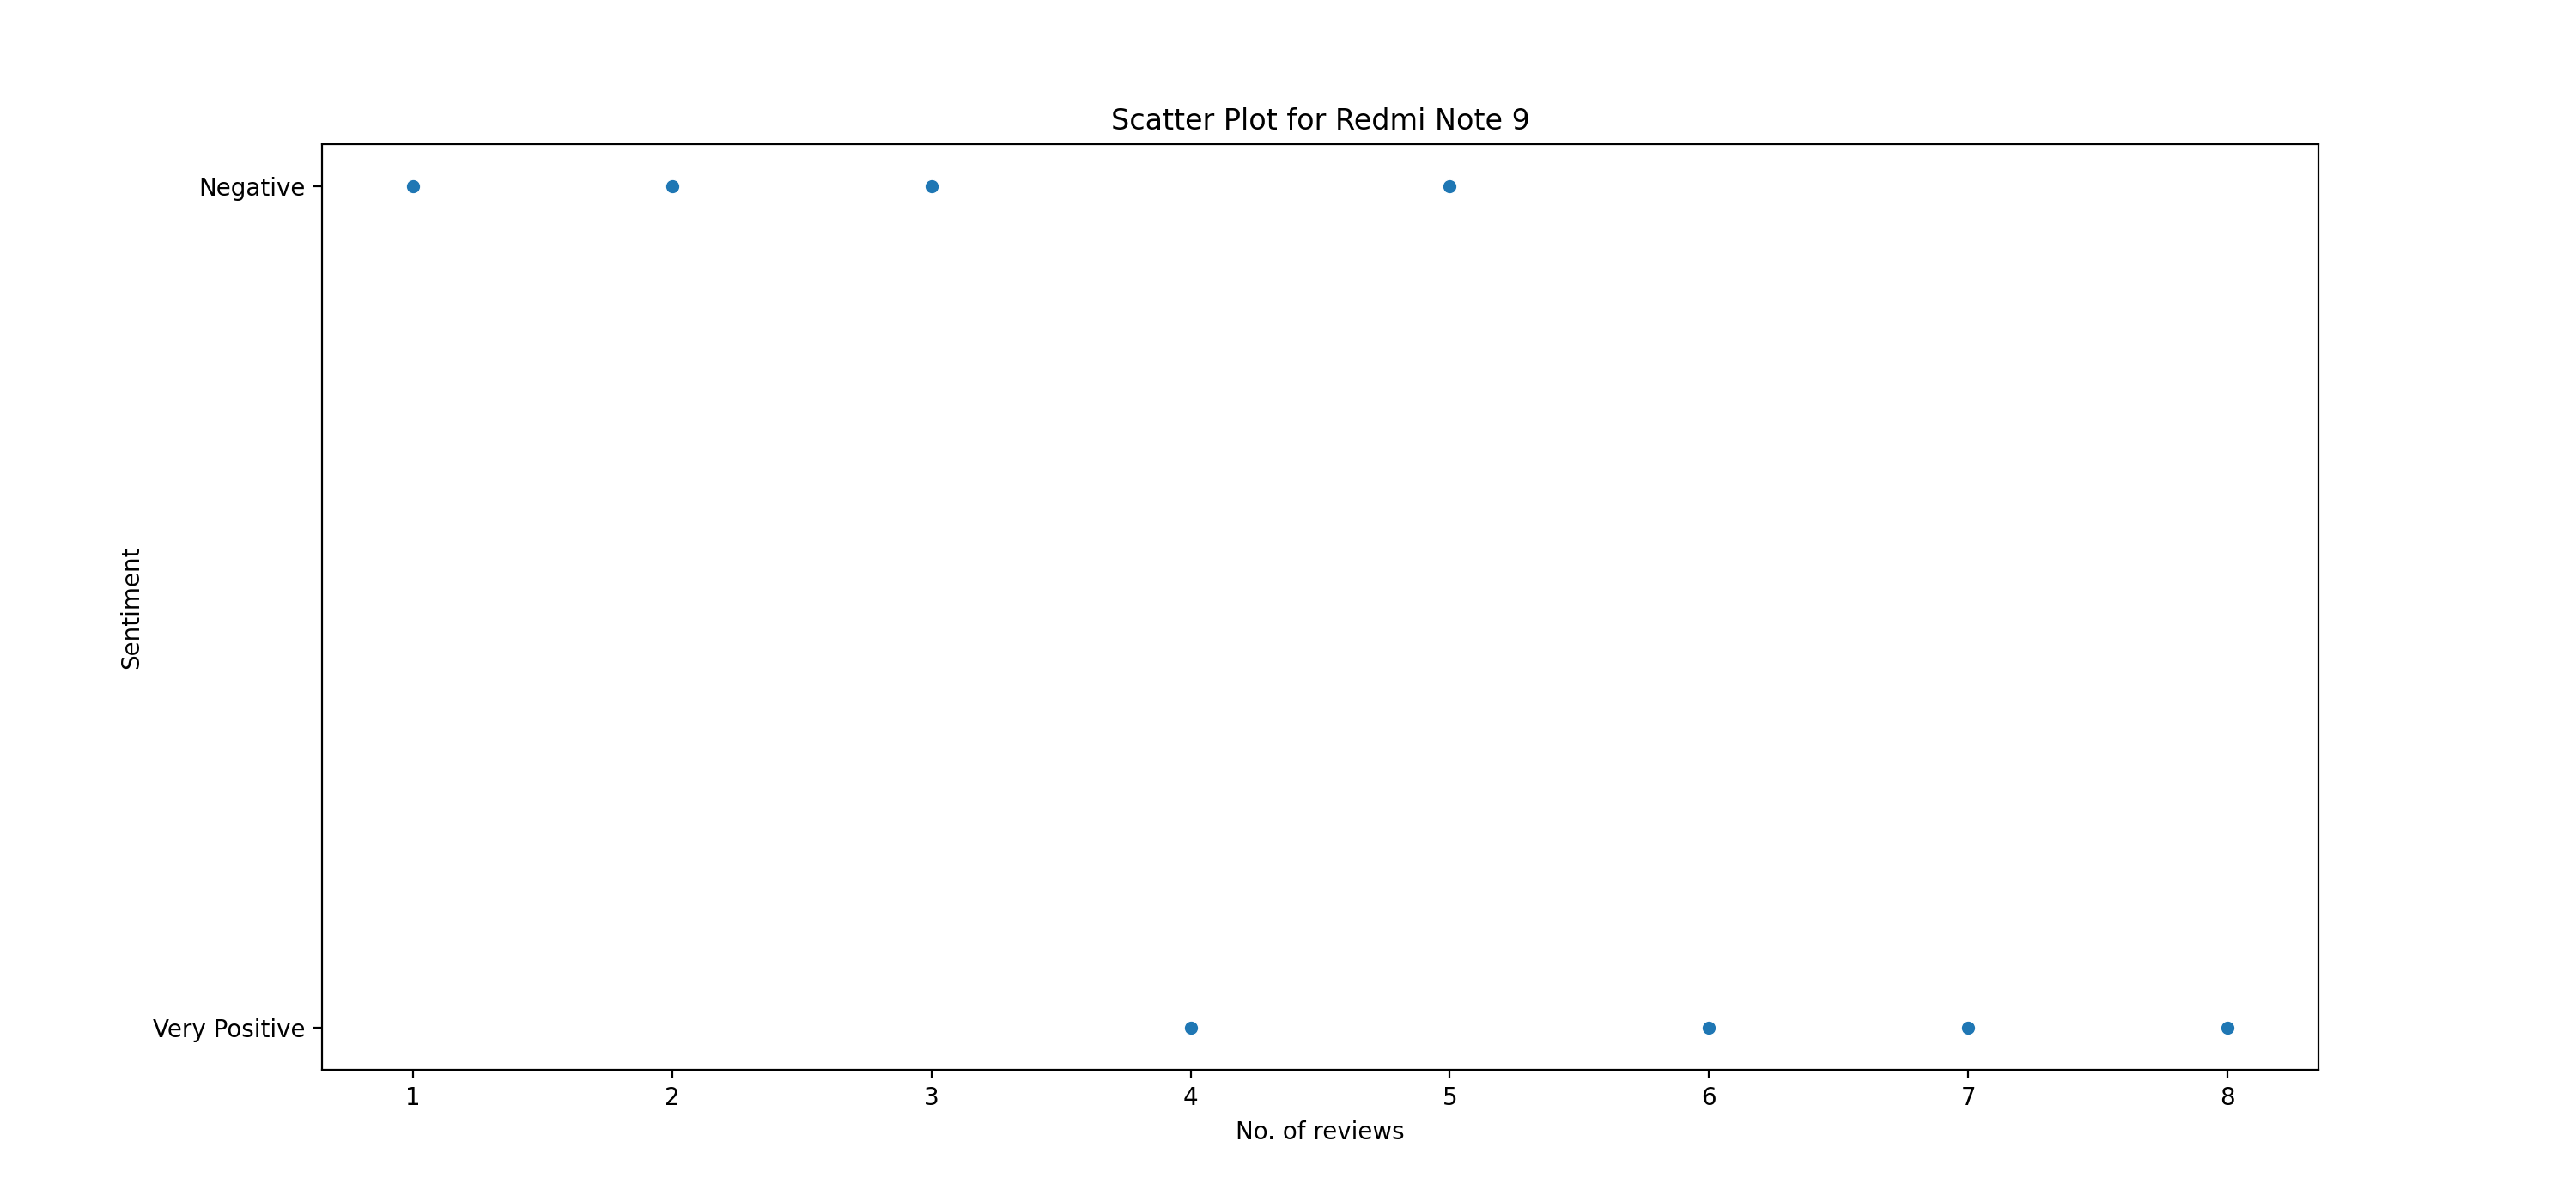 Scatter Plot for Redmi Note 9
Negative
Sentiment
Very Positive
1 2 3 4 5 6 7 8
No. of reviews